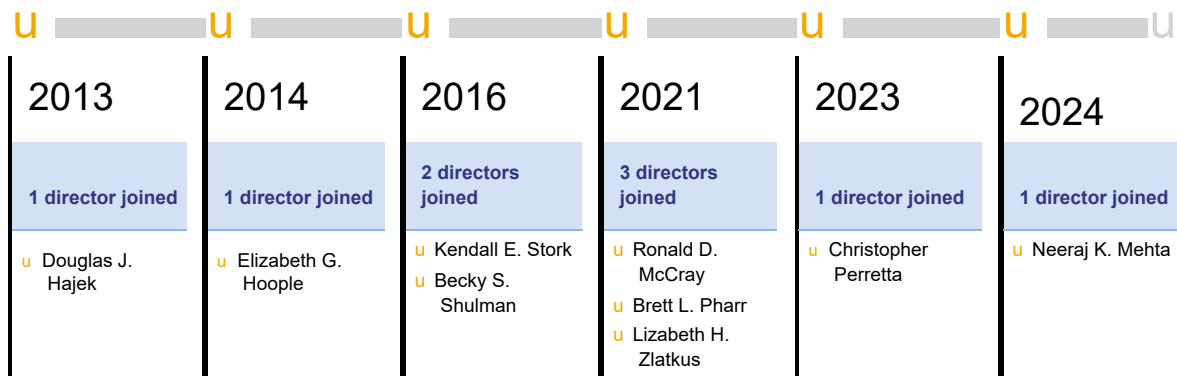 u u u u u u u
2013
1 director joined
u Douglas J.
Hajek
2014
1 director joined
u Elizabeth G.
Hoople
2016
2 directors
joined
u Kendall E. Stork
u Becky S.
Shulman
2021
3 directors
joined
u Ronald D.
McCray
u Brett L. Pharr
u Lizabeth H.
Zlatkus
2023
1 director joined
u Christopher
Perretta
2024
1 director joined
u Neeraj K. Mehta